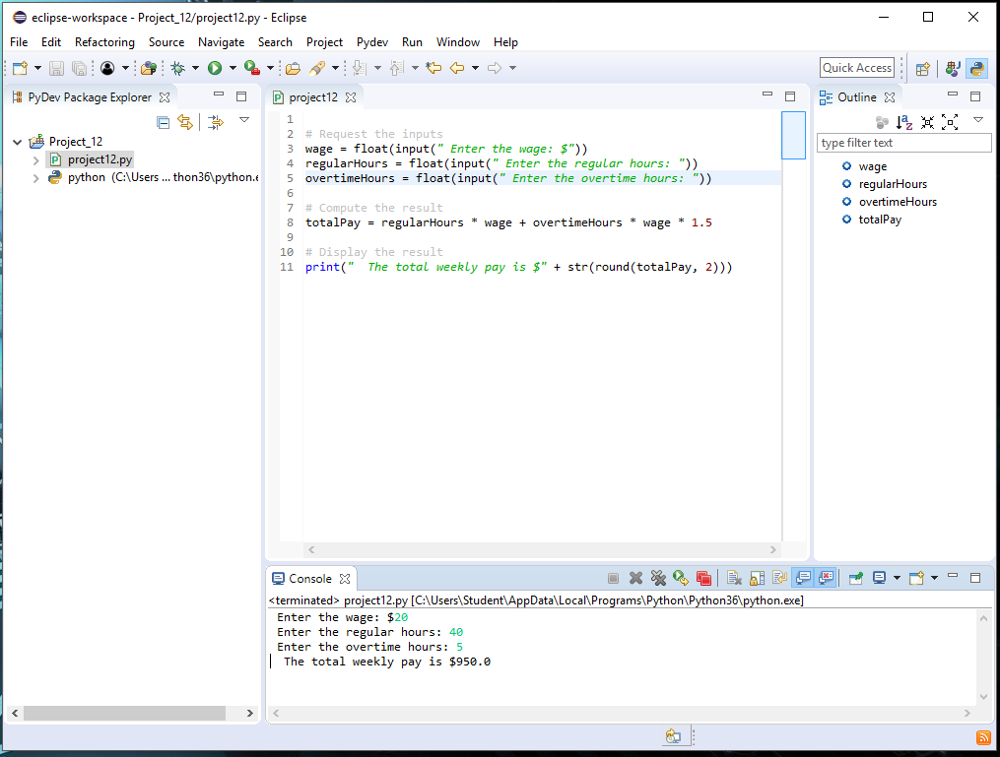 eclipse-workspace - Project_12/project12.py - Eclipse
File Edit Refactoring Source Navigate Search Project Pydev Run Window Help
Quick Access
PyDev Package Explorer
Project_12
project12.py
python (C:\Users ... thon36\python.e
project12
1
2 # Request the inputs
3 wage = float(input(" Enter the wage: $"))
4 regularHours = float(input(" Enter the regular hours: "))
5 overtimeHours = float(input(" Enter the overtime hours: "))
6
7 # Compute the result
8 totalPay = regularHours * wage + overtimeHours * wage * 1.5
9
10 # Display the result
11 print("  The total weekly pay is $" + str(round(totalPay, 2)))
Outline
type filter text
wage
regularHours
overtimeHours
totalPay
Console
<terminated> project12.py [C:\Users\Student\AppData\Local\Programs\Python\Python36\python.exe]
Enter the wage: $20
Enter the regular hours: 40
Enter the overtime hours: 5
The total weekly pay is $950.0